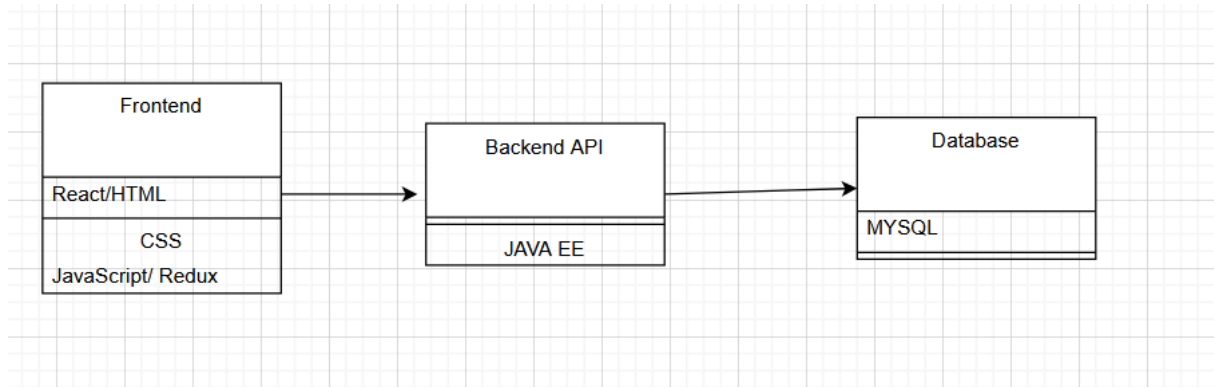 Frontend
React/HTML
CSS
JavaScript/ Redux
Backend API
JAVA EE
Database
MYSQL